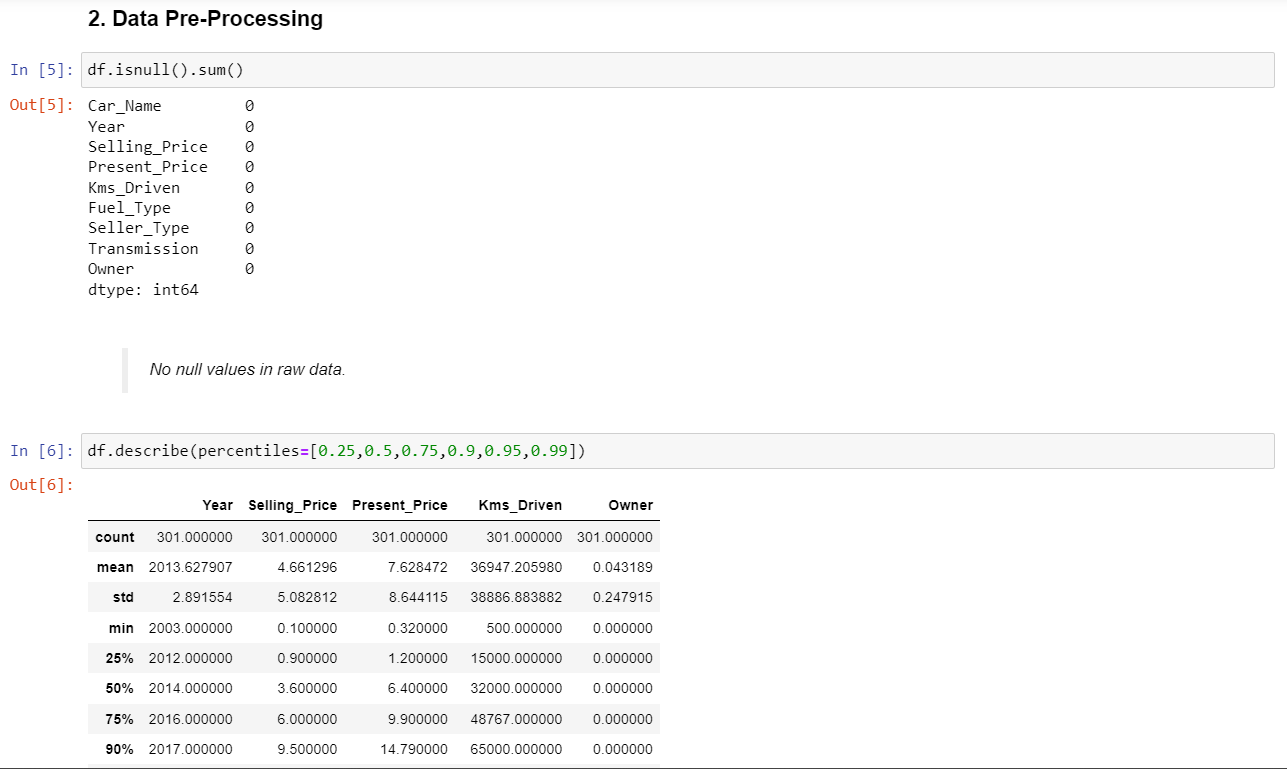 2. Data Pre-Processing
In [5]: df.isnull().sum()
Out[5]: Car_Name 0
Year 0
Selling_Price 0
Present_Price 0
Kms_Driven 0
Fuel_Type 0
Seller_Type 0
Transmission 0
Owner 0
dtype: int64
No null values in raw data.
In [6]: df.describe(percentiles=[0.25,0.5,0.75,0.9,0.95,0.99])
Out[6]:
Year Selling_Price Present_Price Kms_Driven Owner
count 301.000000 301.000000 301.000000 301.000000 301.000000
mean 2013.627907 4.661296 7.628472 36947.205980 0.043189
std 2.891554 5.082812 8.644115 38886.883882 0.247915
min 2003.000000 0.100000 0.320000 500.000000 0.000000
25% 2012.000000 0.900000 1.200000 15000.000000 0.000000
50% 2014.000000 3.600000 6.400000 32000.000000 0.000000
75% 2016.000000 6.000000 9.900000 48767.000000 0.000000
90% 2017.000000 9.500000 14.790000 65000.000000 0.000000